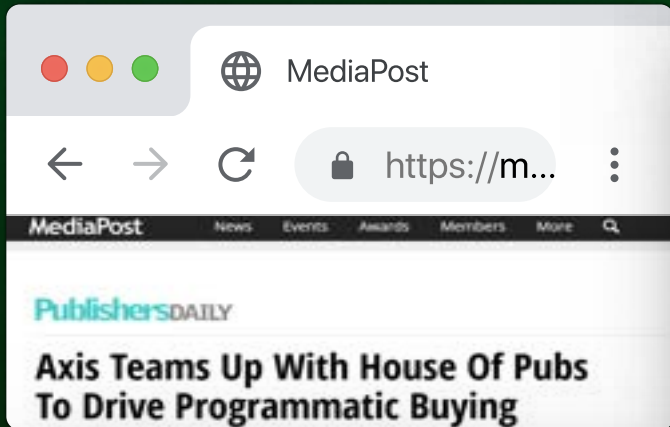 MediaPost
https://m...
MediaPost News Events Awards Members More
PublishersDAILY
Axis Teams Up With House Of Pubs
To Drive Programmatic Buying